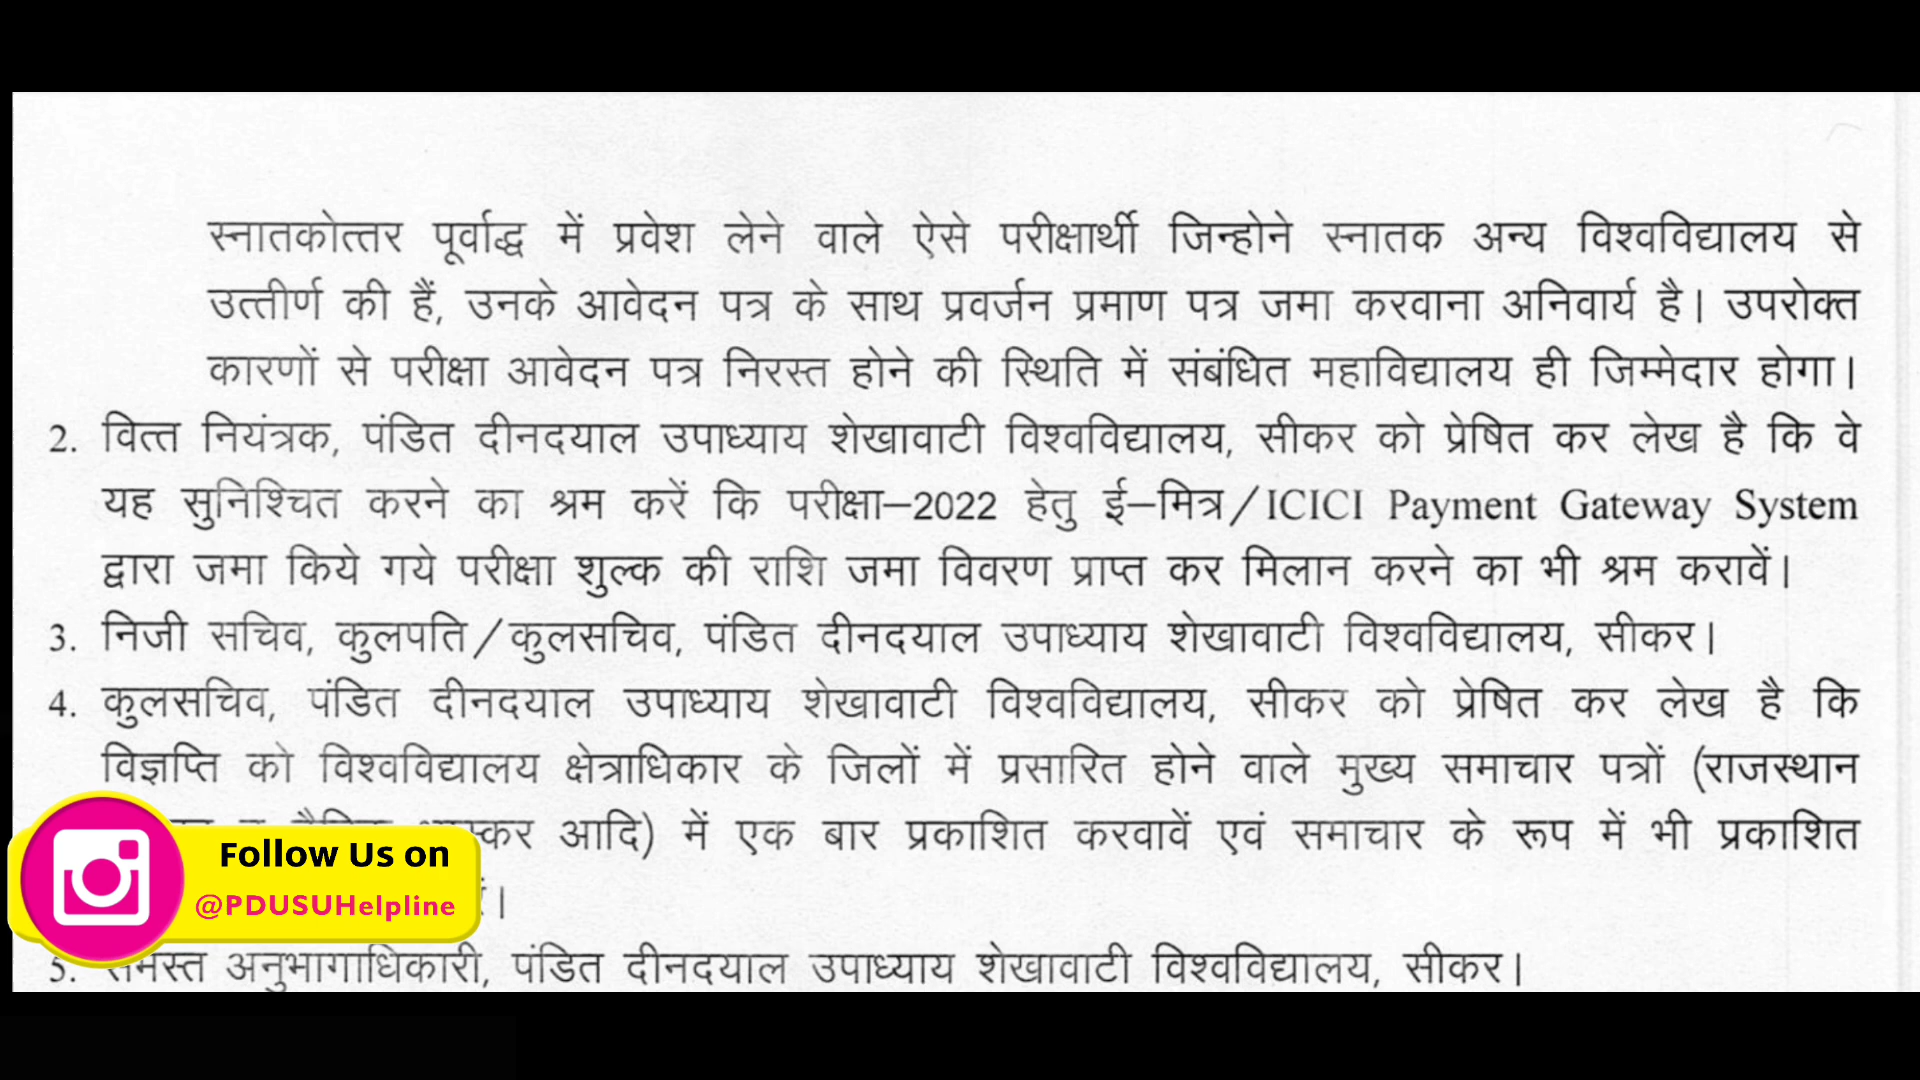 स्नातकोत्तर पूर्वाद्ध में प्रवेश लेने वाले ऐसे परीक्षार्थी जिन्होने स्नातक अन्य विश्वविद्यालय से
उत्तीर्ण की हैं, उनके आवेदन पत्र के साथ प्रवर्जन प्रमाण पत्र जमा करवाना अनिवार्य है। उपरोक्त
कारणों से परीक्षा आवेदन पत्र निरस्त होने की स्थिति में संबंधित महाविद्यालय ही जिम्मेदार होगा।
2. वित्त नियंत्रक, पंडित दीनदयाल उपाध्याय शेखावाटी विश्वविद्यालय, सीकर को प्रेषित कर लेख है कि वे
यह सुनिश्चित करने का श्रम करें कि परीक्षा–2022 हेतु ई–मित्र/ICICI Payment Gateway System
द्वारा जमा किये गये परीक्षा शुल्क की राशि जमा विवरण प्राप्त कर मिलान करने का भी श्रम करावें।
3. निजी सचिव, कुलपति/कुलसचिव, पंडित दीनदयाल उपाध्याय शेखावाटी विश्वविद्यालय, सीकर।
4. कुलसचिव, पंडित दीनदयाल उपाध्याय शेखावाटी विश्वविद्यालय, सीकर को प्रेषित कर लेख है कि
विज्ञप्ति को विश्वविद्यालय क्षेत्राधिकार के जिलों में प्रसारित होने वाले मुख्य समाचार पत्रों (राजस्थान
आदि) में एक बार प्रकाशित करवावें एवं समाचार के रूप में भी प्रकाशित
Follow Us on
@PDUSUHelpline
5. समस्त अनुभागाधिकारी, पंडित दीनदयाल उपाध्याय शेखावाटी विश्वविद्यालय, सीकर।